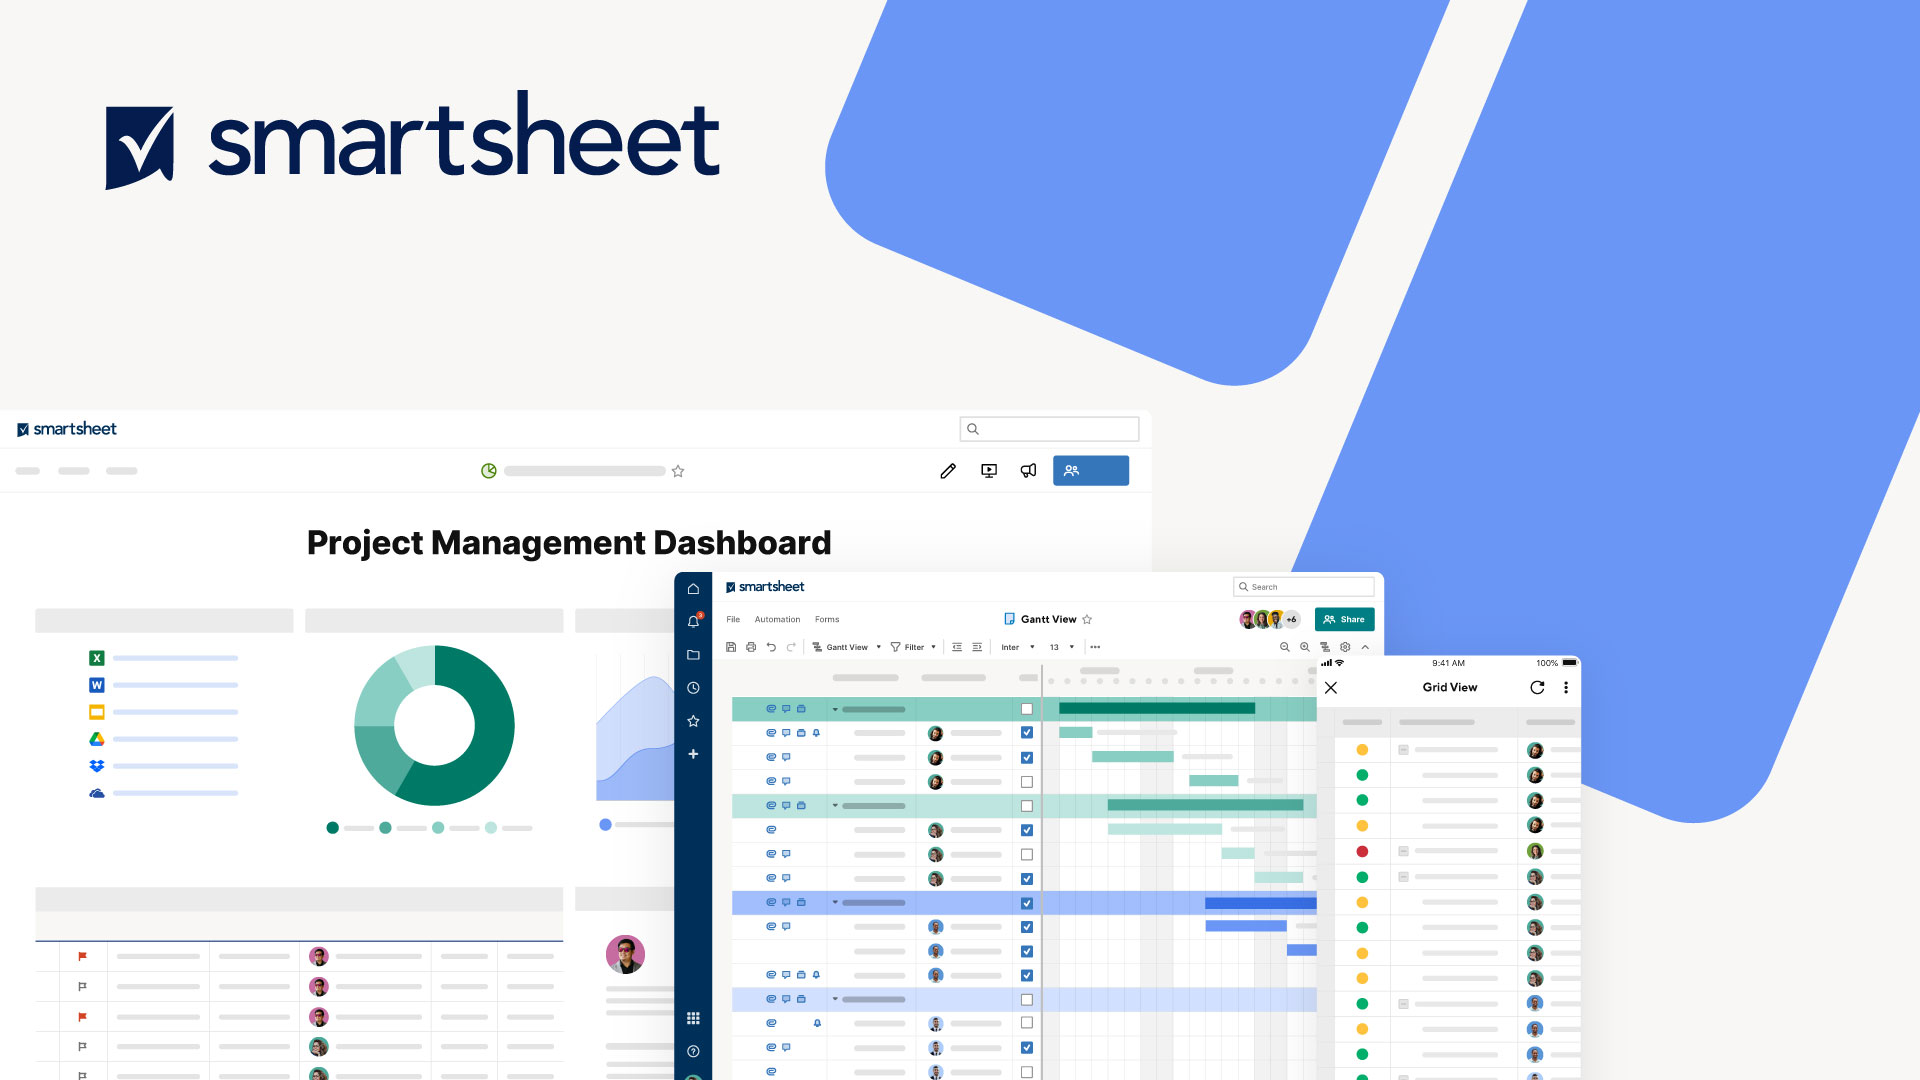 smartsheet
smartsheet
Project Management Dashboard
X
W
smartsheet
Search
File Automation Forms
Gantt View
+6
Share
Gantt View Filter Inter 13
9:41 AM 100%
Grid View